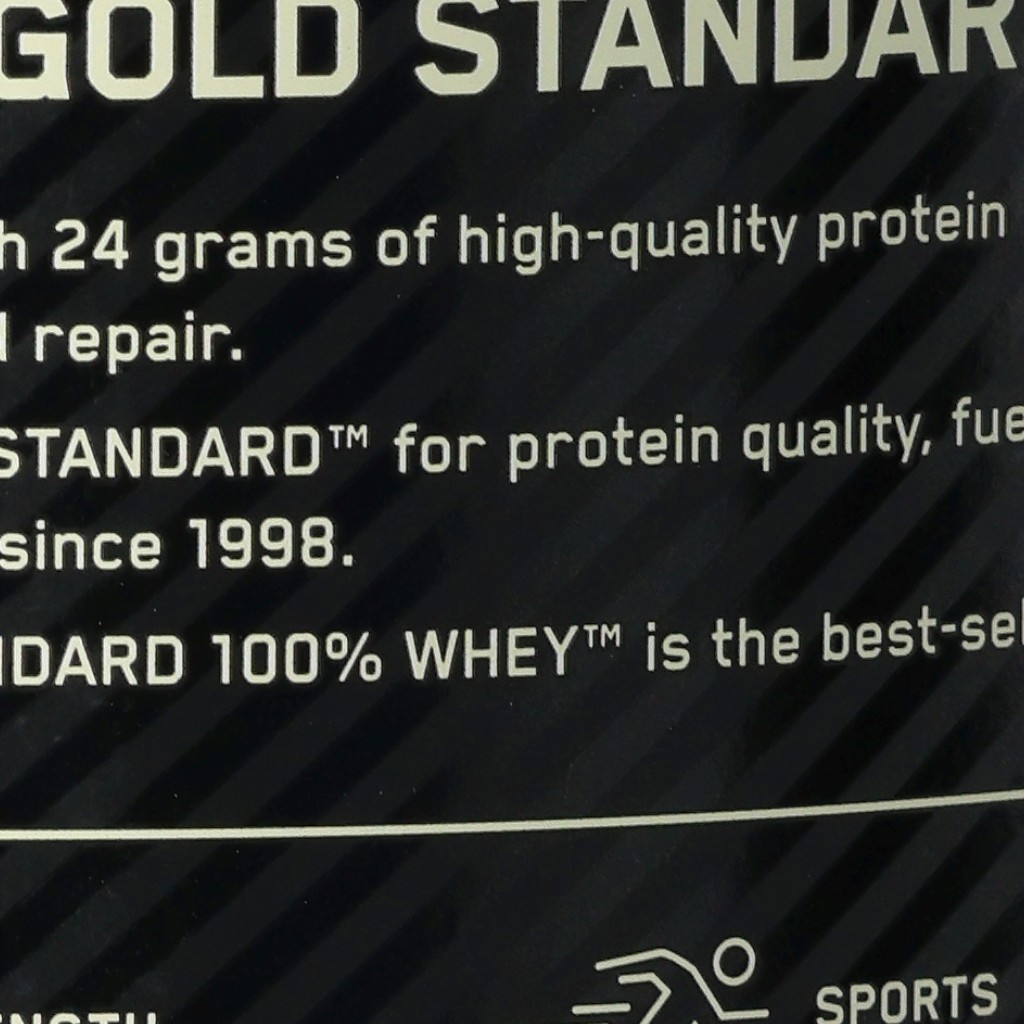 GOLD STANDAR
h 24 grams of high-quality protein
repair.
STANDARD™ for protein quality, fue
since 1998.
DARD 100% WHEY™ is the best-sel
SPORTS